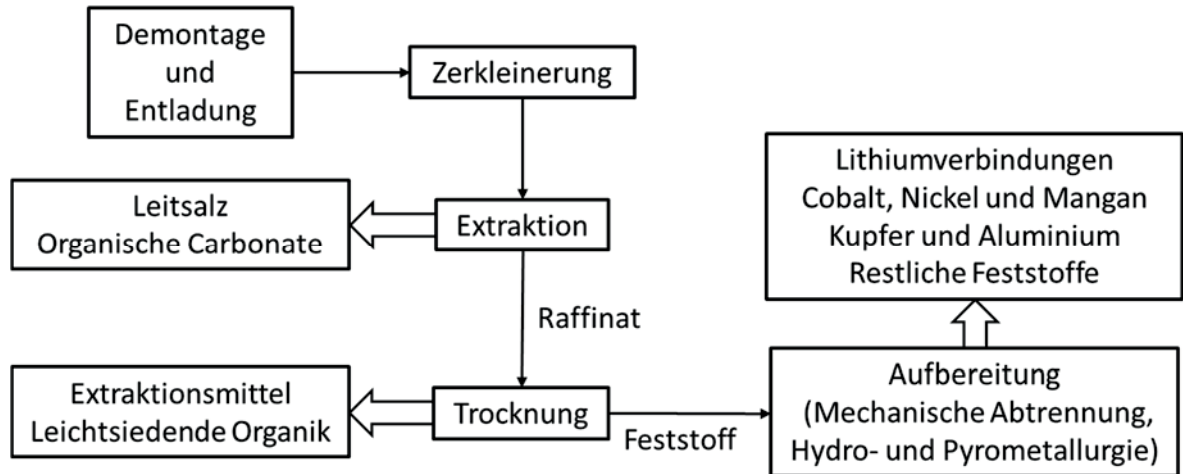 Demontage
und
Entladung
Zerkleinerung
Leitsalz
Organische Carbonate
Extraktion
Raffinat
Extraktionsmittel
Leichtsiedende Organik
Trocknung
Feststoff
Lithiumverbindungen
Cobalt, Nickel und Mangan
Kupfer und Aluminium
Restliche Feststoffe
Aufbereitung
(Mechanische Abtrennung,
Hydro- und Pyrometallurgie)